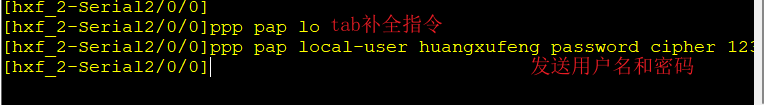 [hxf_2-Serial2/0/0]
[hxf_2-Serial2/0/0]ppp pap lo tab补全指令
[hxf_2-Serial2/0/0]ppp pap local-user huangxufeng password cipher 123
[hxf_2-Serial2/0/0]
发送用户名和密码